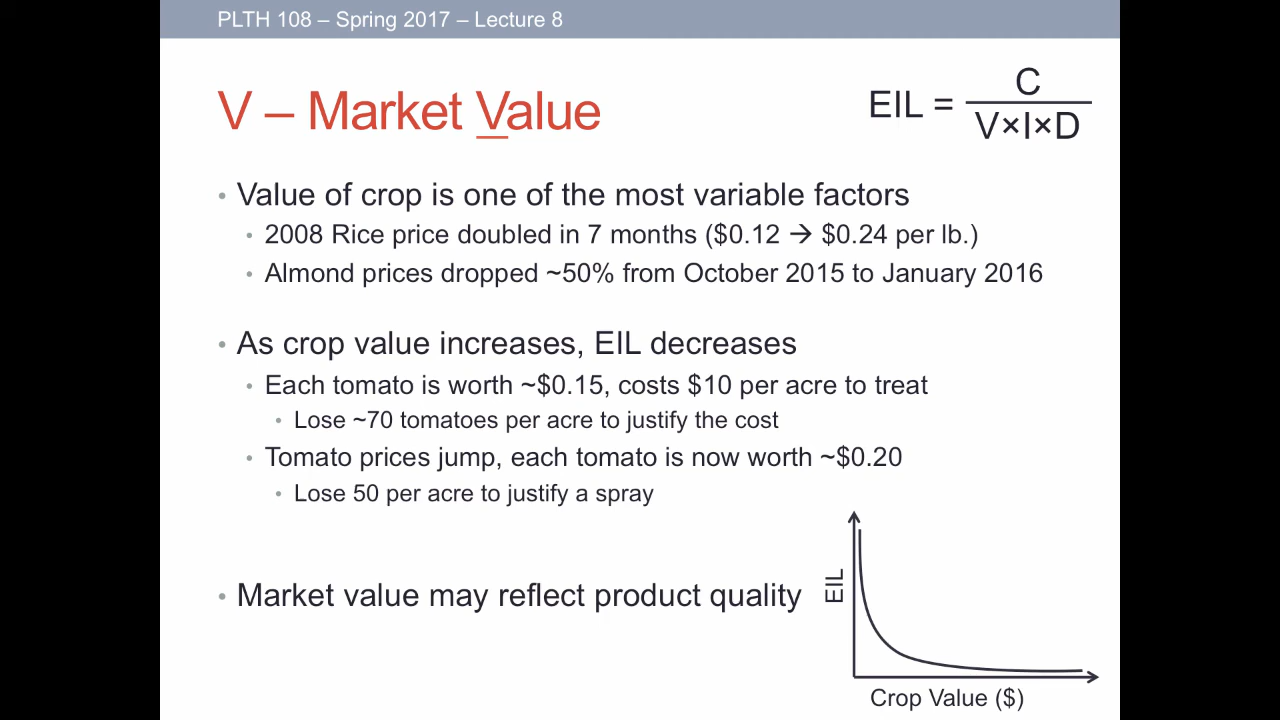 PLTH 108 – Spring 2017 – Lecture 8
V – Market Value
EIL = C
V×I×D
• Value of crop is one of the most variable factors
• 2008 Rice price doubled in 7 months ($0.12 → $0.24 per lb.)
• Almond prices dropped ~50% from October 2015 to January 2016
• As crop value increases, EIL decreases
• Each tomato is worth ~$0.15, costs $10 per acre to treat
• Lose ~70 tomatoes per acre to justify the cost
• Tomato prices jump, each tomato is now worth ~$0.20
• Lose 50 per acre to justify a spray
• Market value may reflect product quality
EIL
Crop Value ($)